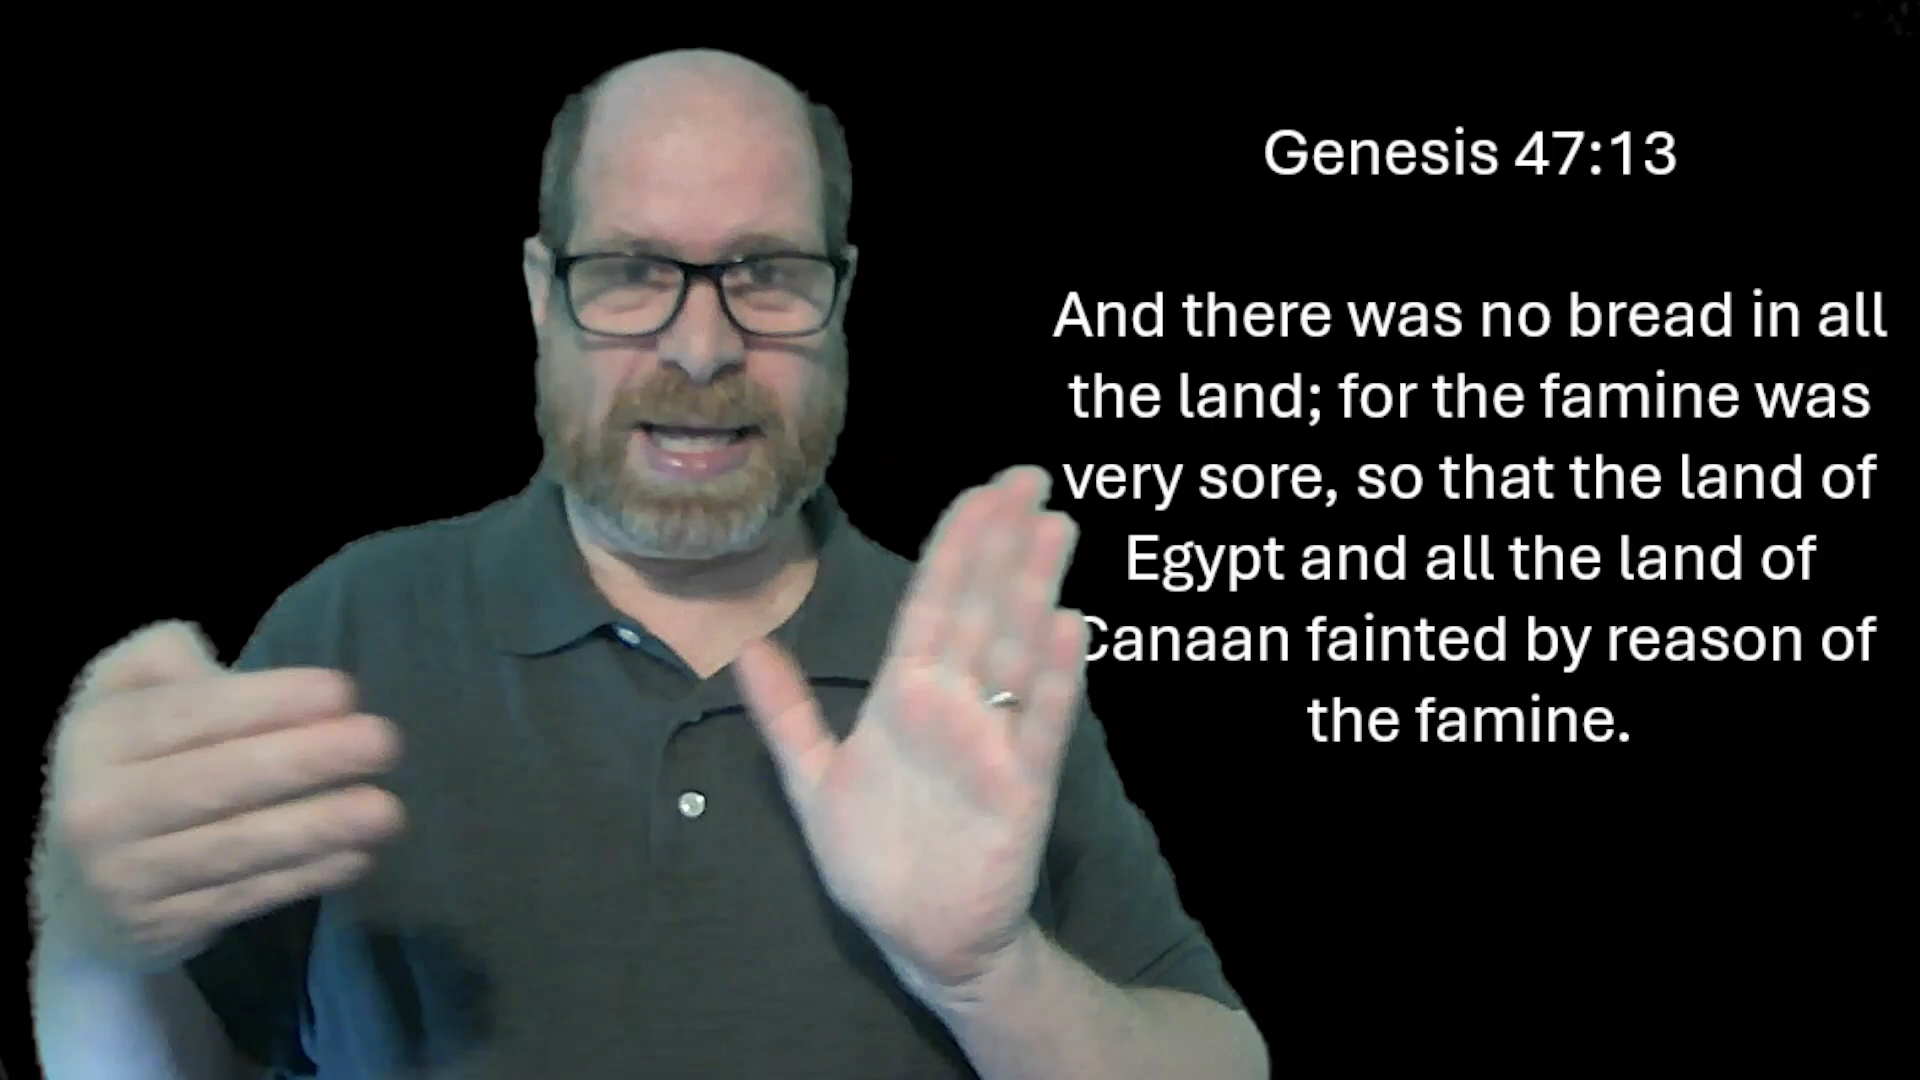 Genesis 47:13
And there was no bread in all
the land; for the famine was
very sore, so that the land of
Egypt and all the land of
Canaan fainted by reason of
the famine.